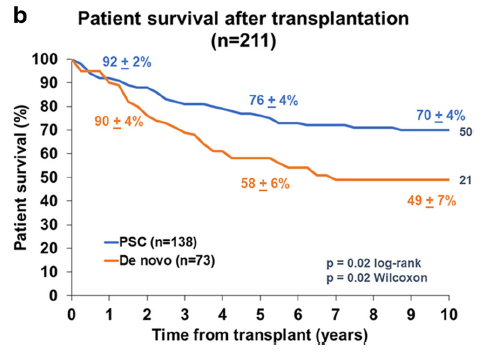 b
Patient survival after transplantation
(n=211)
Patient survival (%)
100
90
80
70
60
50
40
30
20
10
0
92 ± 2%
76 ± 4%
70 ± 4%
50
90 ± 4%
58 ± 6%
21
49 ± 7%
PSC (n=138)
De novo (n=73)
p = 0.02 log-rank
p = 0.02 Wilcoxon
0 1 2 3 4 5 6 7 8 9 10
Time from transplant (years)